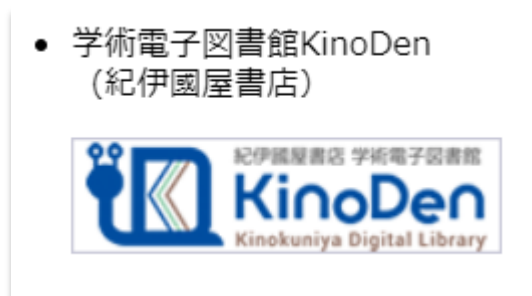 • 学術電子図書館KinoDen
（紀伊國屋書店）
紀伊國屋書店 学術電子図書館
KinoDen
Kinokuniya Digital Library